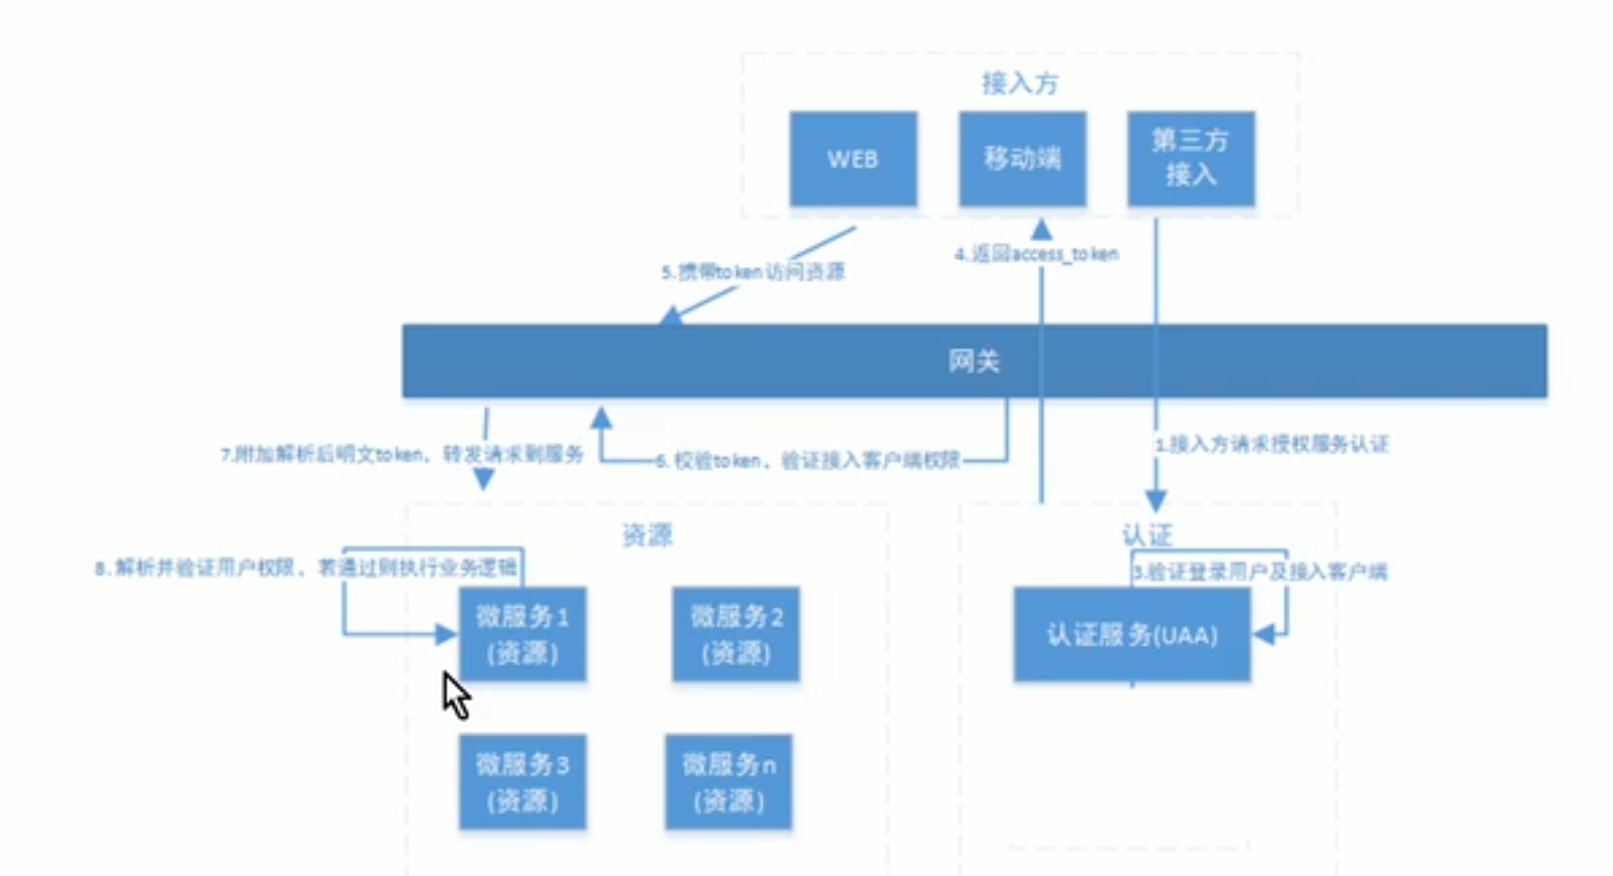 接入方
WEB
移动端
第三方
接入
4.返回access_token
5.携带token访问资源
网关
1.接入方请求授权服务认证
7.附加解析后明文token，转发请求到服务
6.校验token，验证接入客户端权限
资源
认证
8.解析并验证用户权限，若通过则执行业务逻辑
3.验证登录用户及接入客户端
微服务1
(资源)
微服务2
(资源)
认证服务(UAA)
微服务3
(资源)
微服务n
(资源)